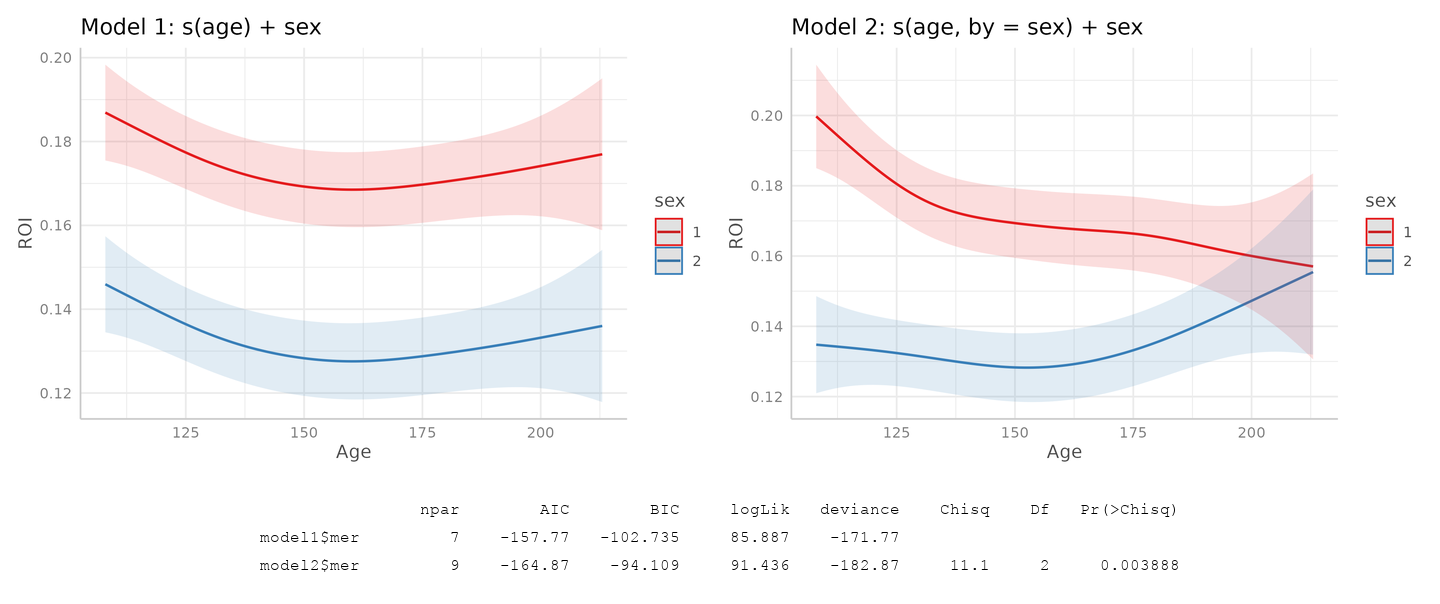 Model 1: s(age) + sex
0.20
0.18
0.16
0.14
0.12
ROI
125 150 175 200
Age
sex
1
2
Model 2: s(age, by = sex) + sex
0.20
0.18
0.16
0.14
0.12
ROI
125 150 175 200
Age
sex
1
2
npar AIC BIC logLik deviance Chisq Df Pr(>Chisq)
model1$mer 7 -157.77 -102.735 85.887 -171.77
model2$mer 9 -164.87 -94.109 91.436 -182.87 11.1 2 0.003888